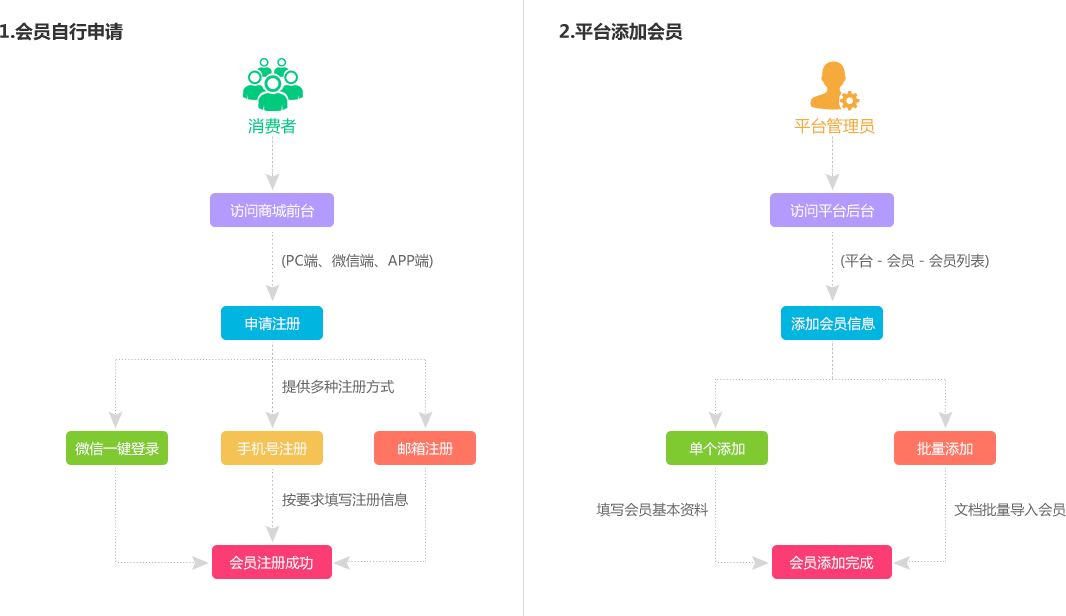 1.会员自行申请
消费者
访问商城前台
(PC端、微信端、APP端)
申请注册
提供多种注册方式
微信一键登录
手机号注册
邮箱注册
按要求填写注册信息
会员注册成功
2.平台添加会员
平台管理员
访问平台后台
(平台 - 会员 - 会员列表)
添加会员信息
单个添加
批量添加
填写会员基本资料
文档批量导入会员
会员添加完成